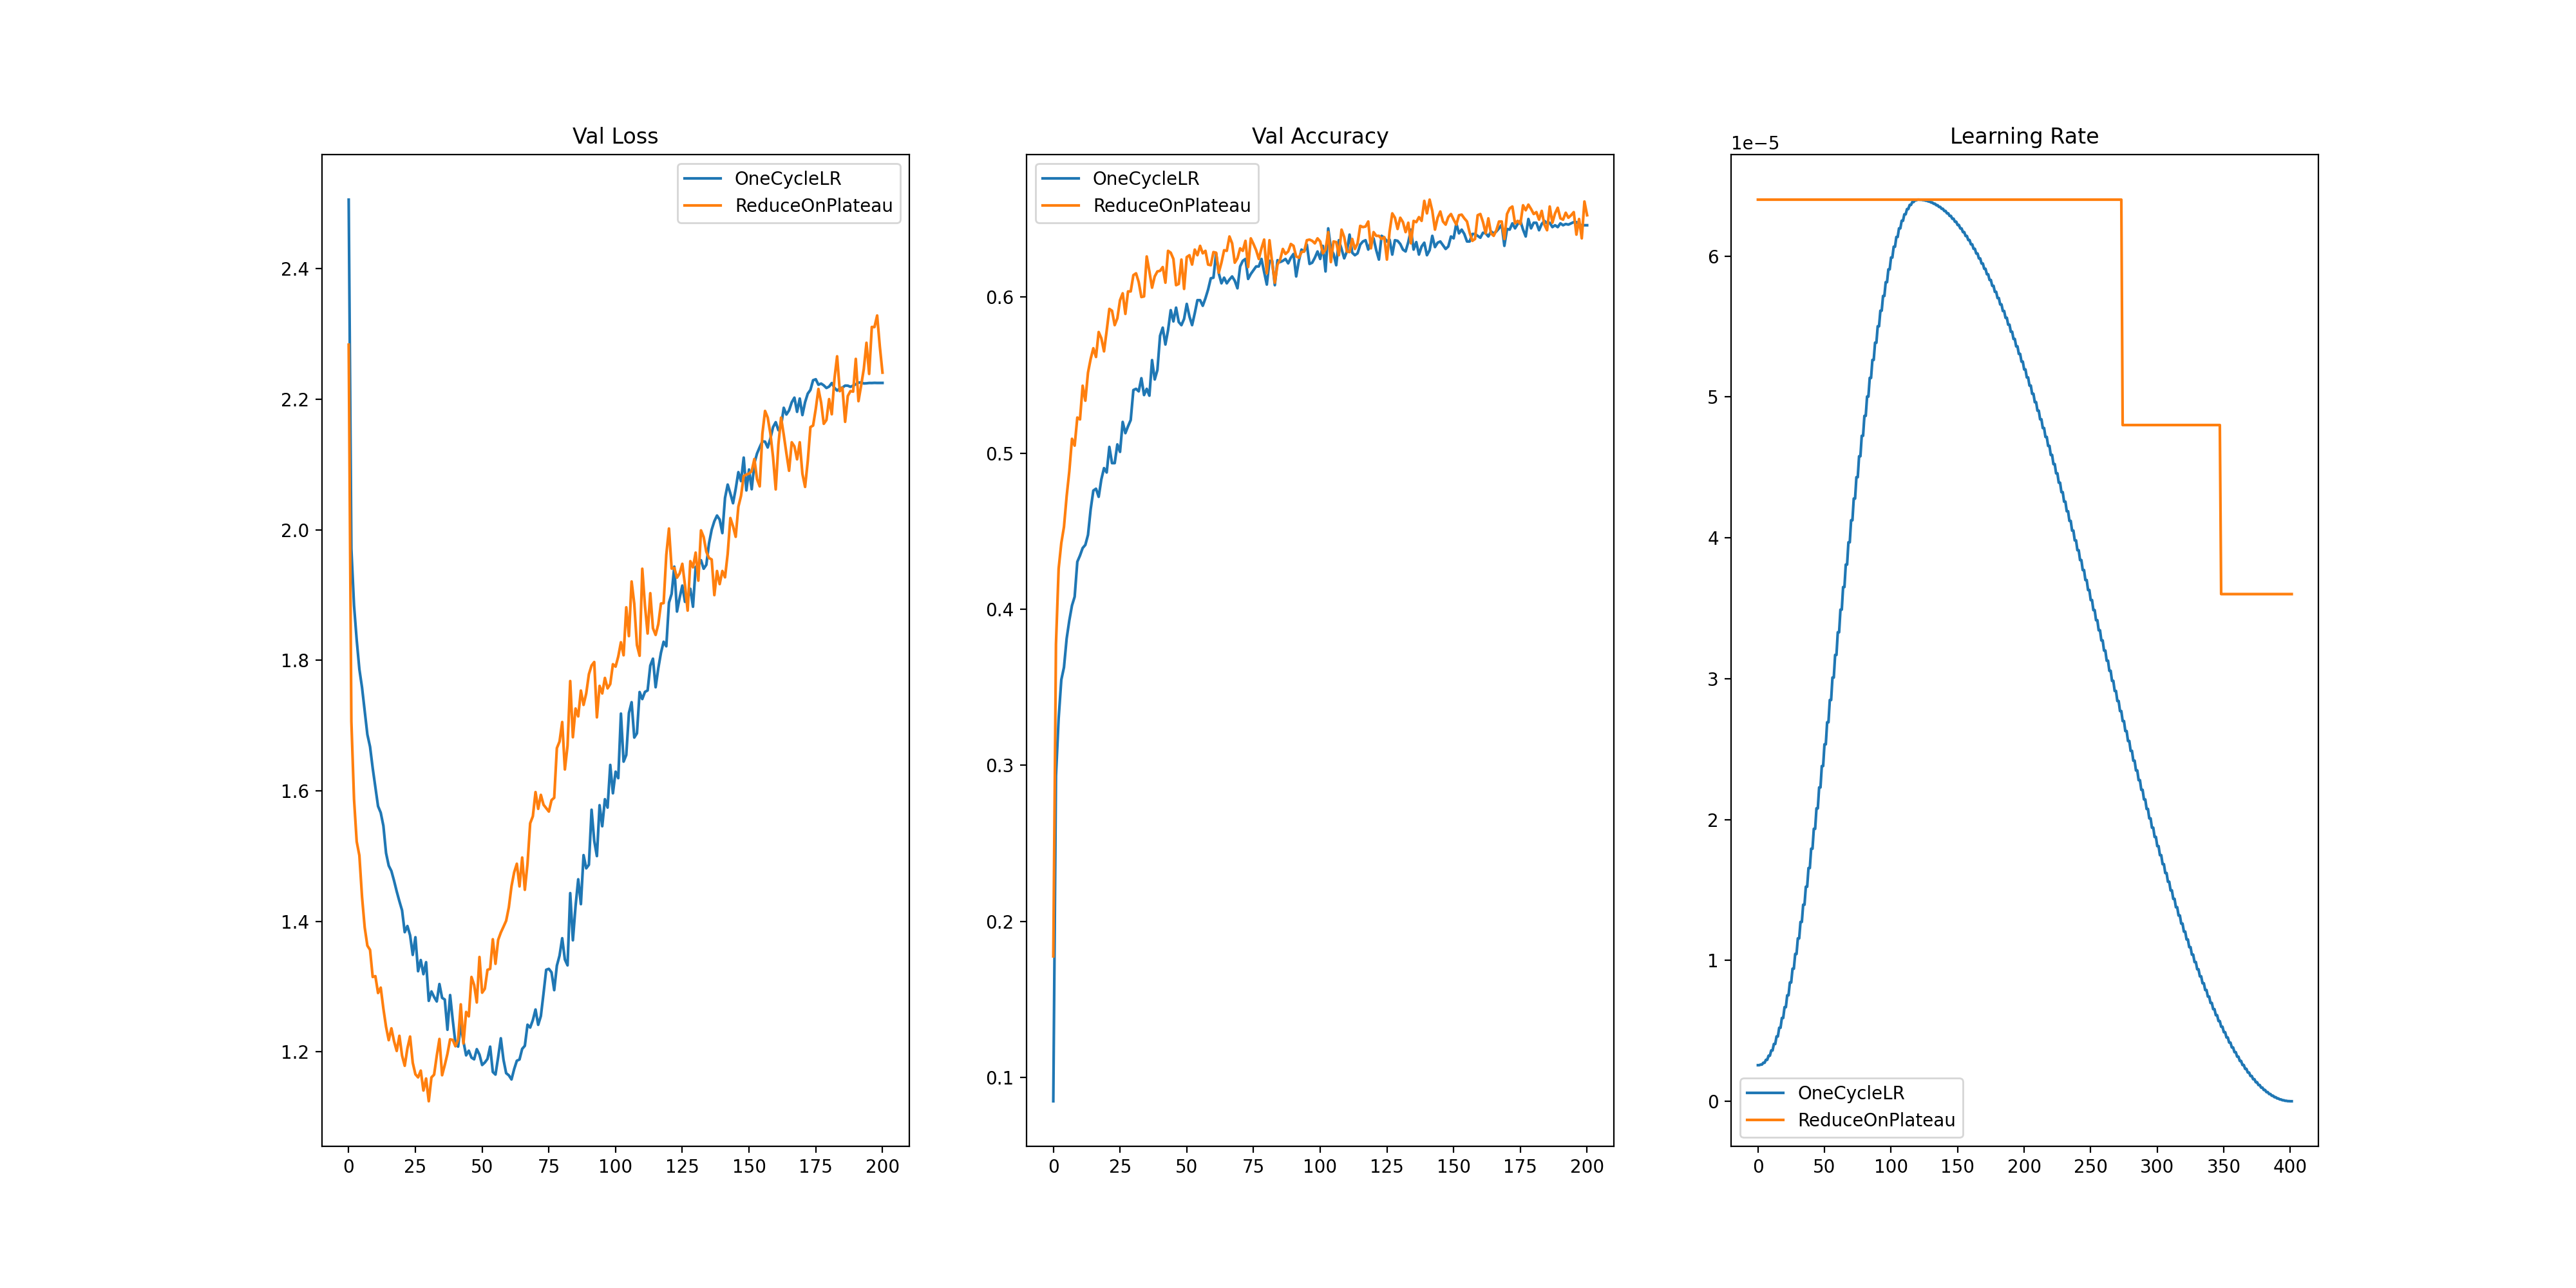 Val Loss
OneCycleLR
ReduceOnPlateau
2.4
2.2
2.0
1.8
1.6
1.4
1.2
0 25 50 75 100 125 150 175 200
Val Accuracy
OneCycleLR
ReduceOnPlateau
0.6
0.5
0.4
0.3
0.2
0.1
0 25 50 75 100 125 150 175 200
Learning Rate
1e−5
6
5
4
3
2
1
0
OneCycleLR
ReduceOnPlateau
0 50 100 150 200 250 300 350 400